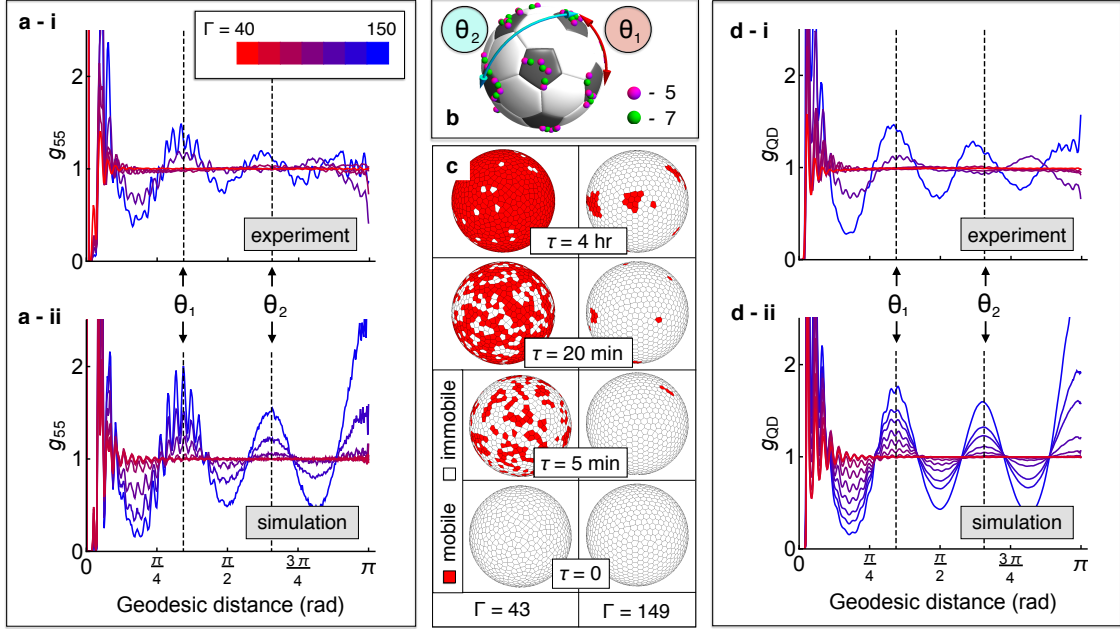 a - i
Γ = 40
150
2
1
0
g55
experiment
θ1
θ2
a - ii
2
1
0
g55
simulation
0
π/4
π/2
3π/4
π
Geodesic distance (rad)
b
θ2
θ1
- 5
- 7
c
τ = 4 hr
τ = 20 min
τ = 5 min
τ = 0
mobile
immobile
Γ = 43
Γ = 149
d - i
2
1
0
gQD
experiment
θ1
θ2
d - ii
2
1
0
gQD
simulation
0
π/4
π/2
3π/4
π
Geodesic distance (rad)